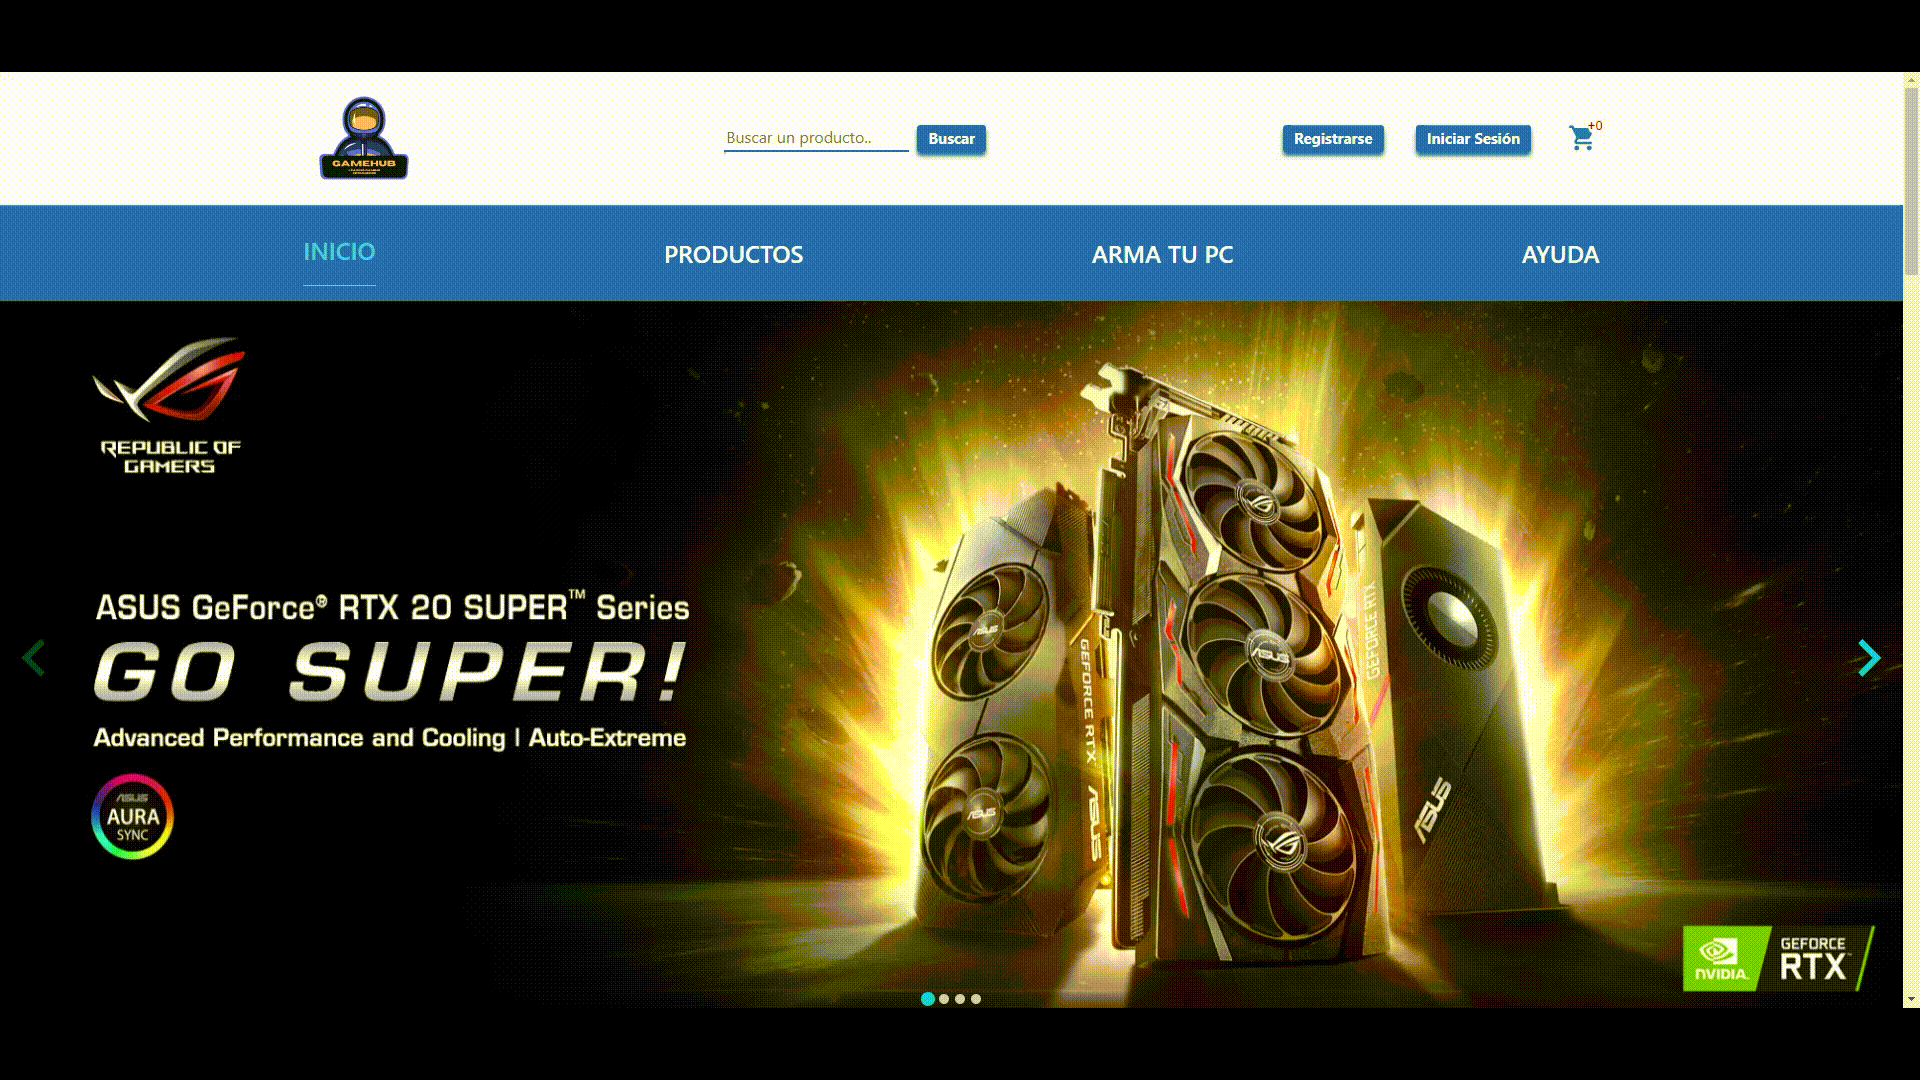 GAMEHUB
Buscar un producto..
Buscar
Registrarse
Iniciar Sesión
+0
INICIO
PRODUCTOS
ARMA TU PC
AYUDA
REPUBLIC OF
GAMERS
ASUS GeForce® RTX 20 SUPER™ Series
GO SUPER!
Advanced Performance and Cooling | Auto-Extreme
ASUS
AURA
SYNC
ASUS
ASUS
GEFORCE RTX
ASUS
ASUS
GEFORCE RTX
ASUS
NVIDIA.
GEFORCE
RTX™